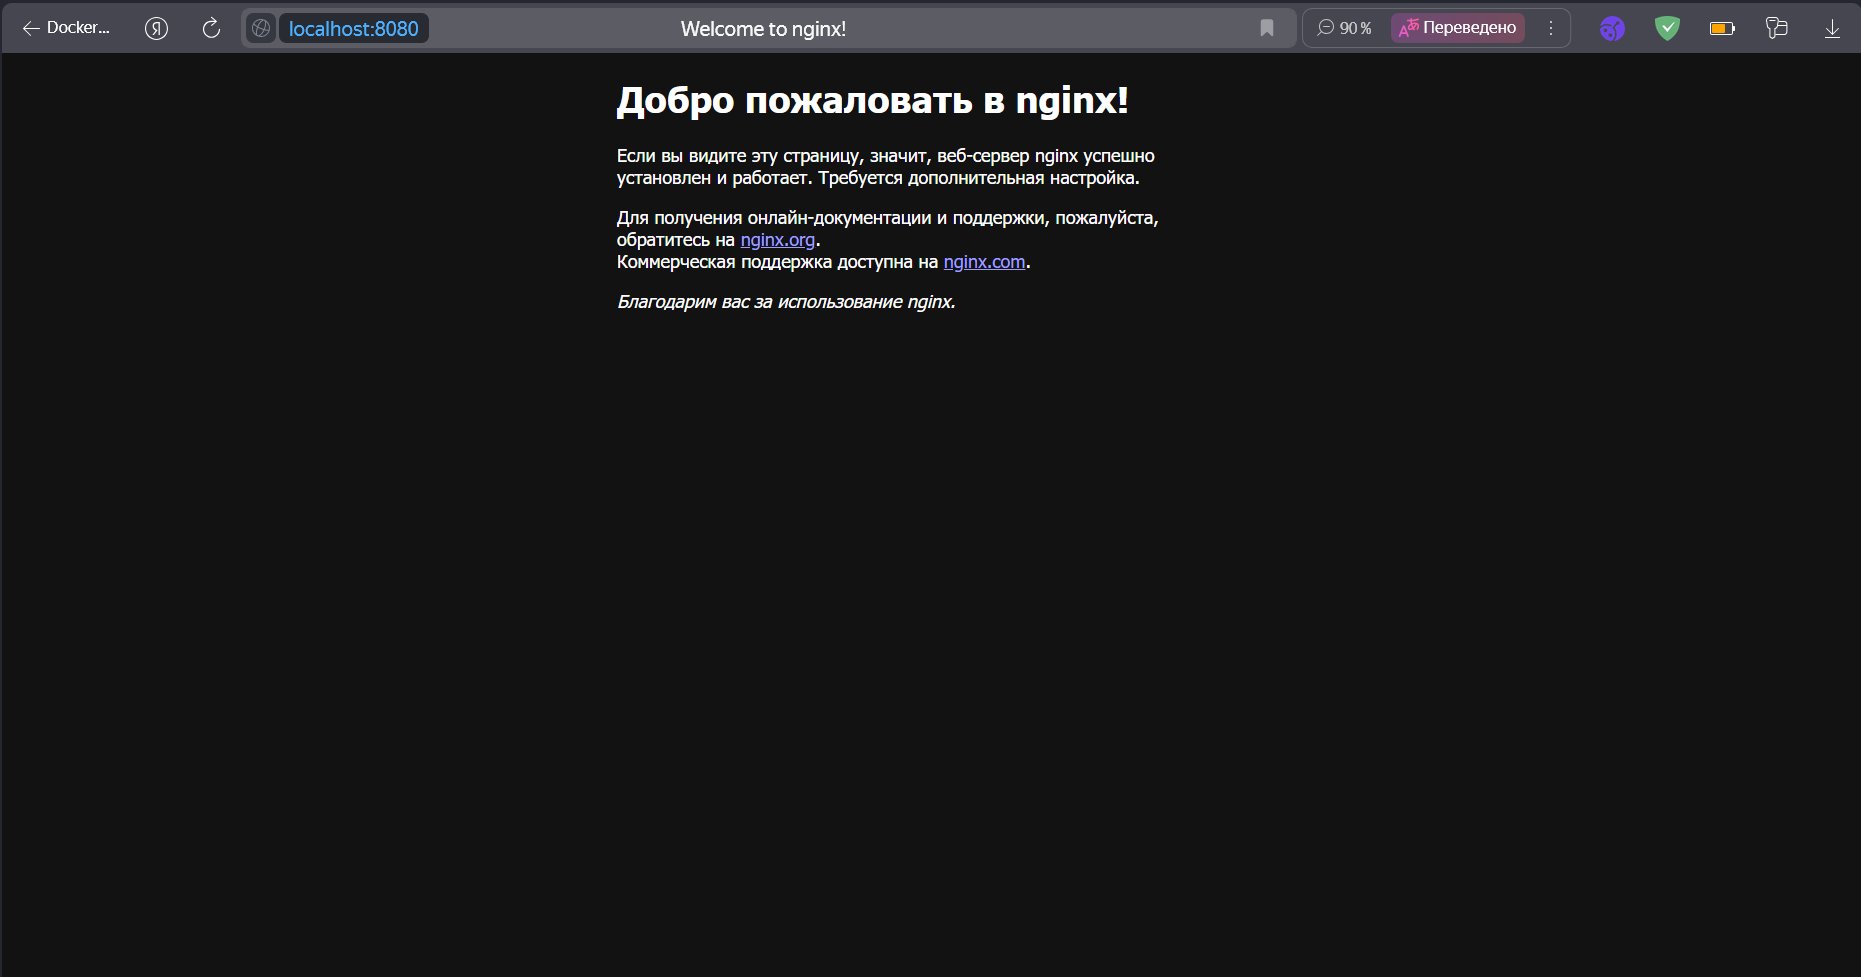 Docker...
Я
localhost:8080
Welcome to nginx!
90 %
Переведено
Добро пожаловать в nginx!
Если вы видите эту страницу, значит, веб-сервер nginx успешно
установлен и работает. Требуется дополнительная настройка.
Для получения онлайн-документации и поддержки, пожалуйста,
обратитесь на nginx.org.
Коммерческая поддержка доступна на nginx.com.
Благодарим вас за использование nginx.